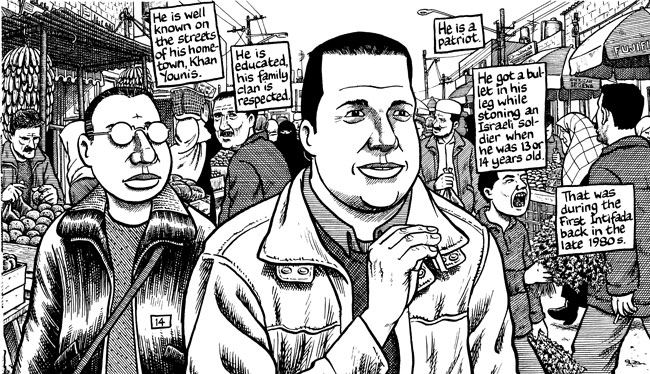 He is well
known on
the streets
of his home-
town, Khan
Younis.
He is
educated,
his family
clan is
respected.
He is a
patriot.
He got a bul-
let in his
leg while
stoning an
Israeli sol-
dier when
he was 13 or
14 years old.
That was
during the
First Intifada
back in the
late 1980s.
FUJIFI
14